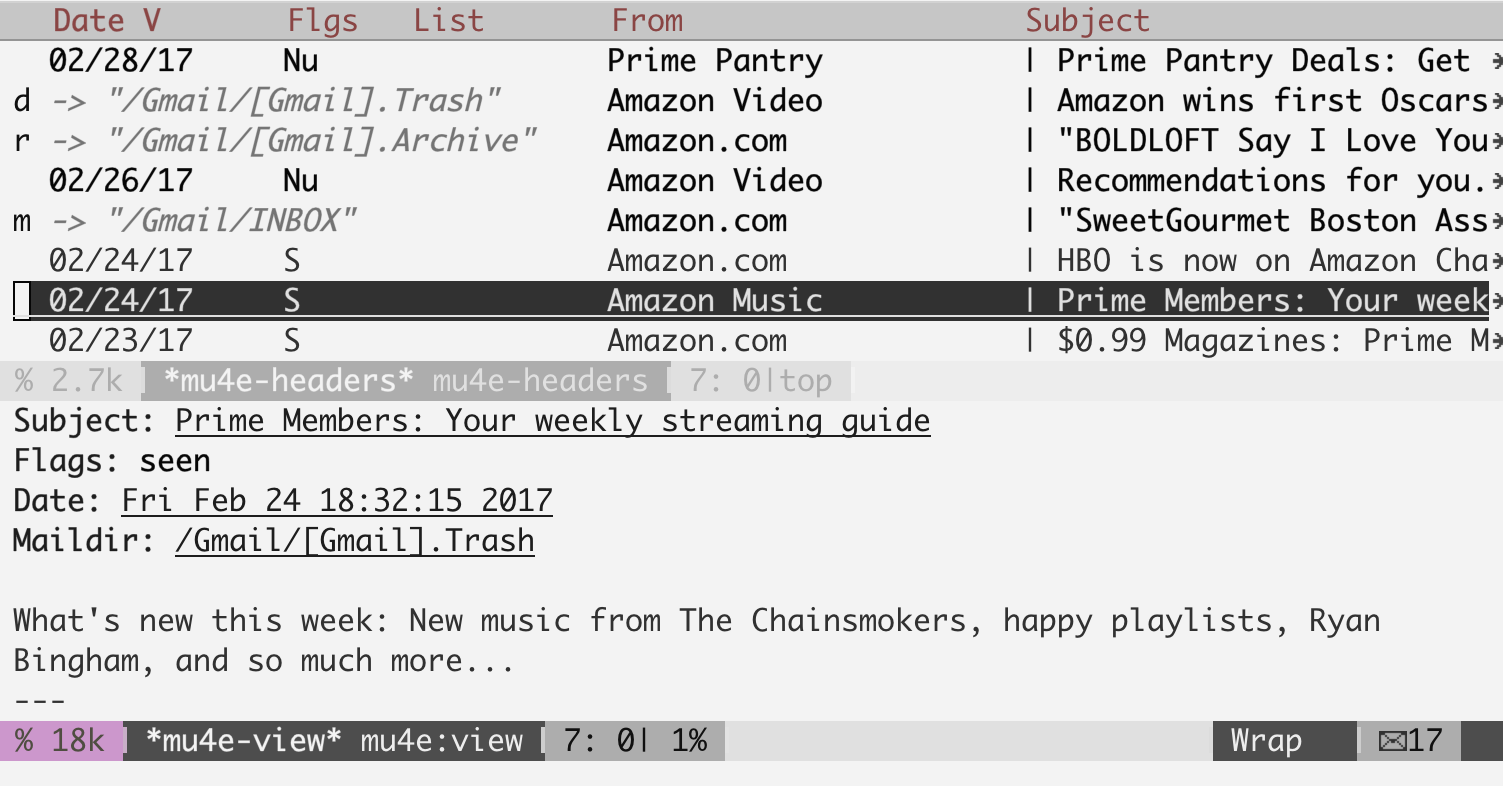 Date V Flgs List From Subject
02/28/17 Nu Prime Pantry | Prime Pantry Deals: Get
d -> "/Gmail/[Gmail].Trash" Amazon Video | Amazon wins first Oscars
r -> "/Gmail/[Gmail].Archive" Amazon.com | "BOLDLOFT Say I Love You
02/26/17 Nu Amazon Video | Recommendations for you.
m -> "/Gmail/INBOX" Amazon.com | "SweetGourmet Boston Ass
02/24/17 S Amazon.com | HBO is now on Amazon Cha
02/24/17 S Amazon Music | Prime Members: Your week
02/23/17 S Amazon.com | $0.99 Magazines: Prime M
% 2.7k *mu4e-headers* mu4e-headers 7: 0|top
Subject: Prime Members: Your weekly streaming guide
Flags: seen
Date: Fri Feb 24 18:32:15 2017
Maildir: /Gmail/[Gmail].Trash
What's new this week: New music from The Chainsmokers, happy playlists, Ryan
Bingham, and so much more...
---
% 18k *mu4e-view* mu4e:view 7: 0| 1% Wrap ✉17